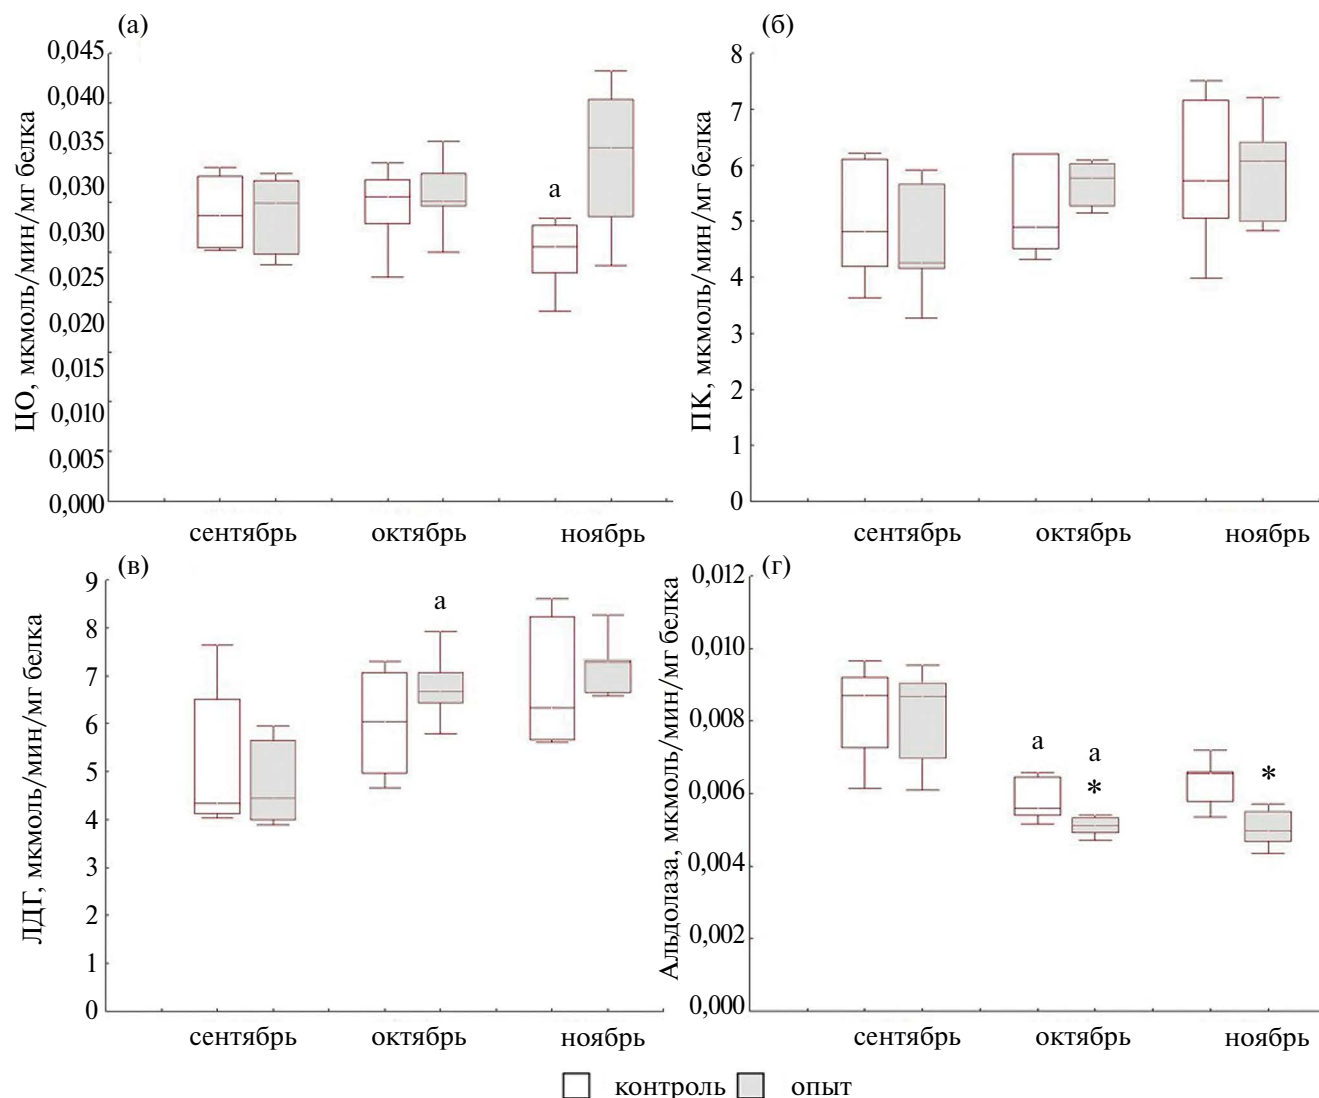 (а)
ЦО, мкмоль/мин/мг белка
0,045
0,040
0,035
0,030
0,030
0,025
0,020
0,015
0,010
0,005
0,000
a
сентябрь
октябрь
ноябрь
(б)
ПК, мкмоль/мин/мг белка
8
7
6
5
4
3
2
1
0
сентябрь
октябрь
ноябрь
(в)
ЛДГ, мкмоль/мин/мг белка
9
8
7
6
5
4
3
2
1
0
a
сентябрь
октябрь
ноябрь
(г)
Альдолаза, мкмоль/мин/мг белка
0,012
0,010
0,008
0,006
0,004
0,002
0,000
a
a
*
*
сентябрь
октябрь
ноябрь
контроль
опыт